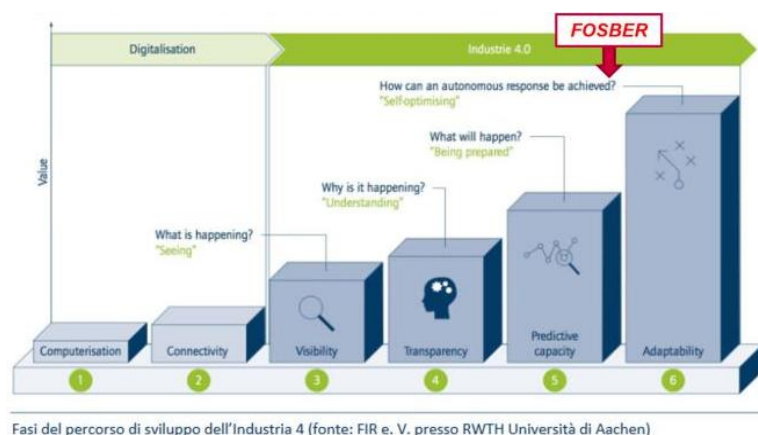 FOSBER
Digitalisation
Industrie 4.0
How can an autonomous response be achieved?
"Self-optimising"
What will happen?
"Being prepared"
Why is it happening?
"Understanding"
What is happening?
"Seeing"
Value
Computerisation
Connectivity
Visibility
Transparency
Predictive
capacity
Adaptability
1
2
3
4
5
6
Fasi del percorso di sviluppo dell'Industria 4 (fonte: FIR e. V. presso RWTH Università di Aachen)